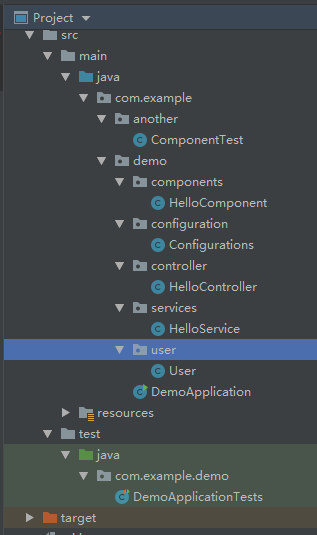 Project
src
main
java
com.example
another
ComponentTest
demo
components
HelloComponent
configuration
Configurations
controller
HelloController
services
HelloService
user
User
DemoApplication
resources
test
java
com.example.demo
DemoApplicationTests
target